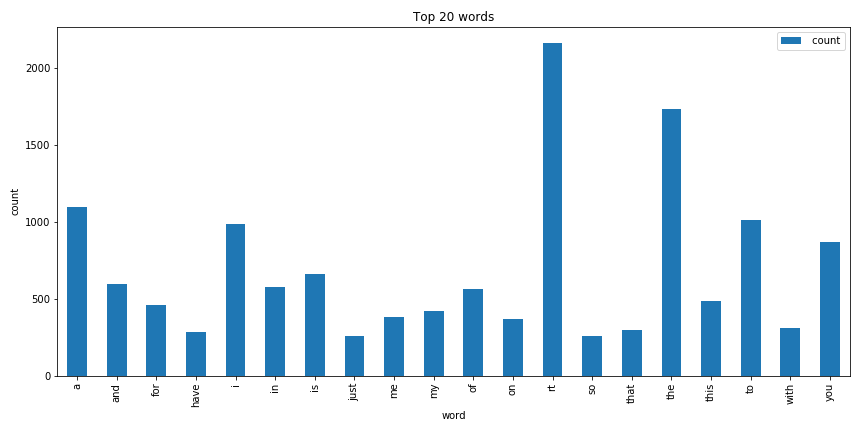 Top 20 words
count
2000
1500
1000
500
0
count
a
and
for
have
i
in
is
just
me
my
of
on
rt
so
that
the
this
to
with
you
word